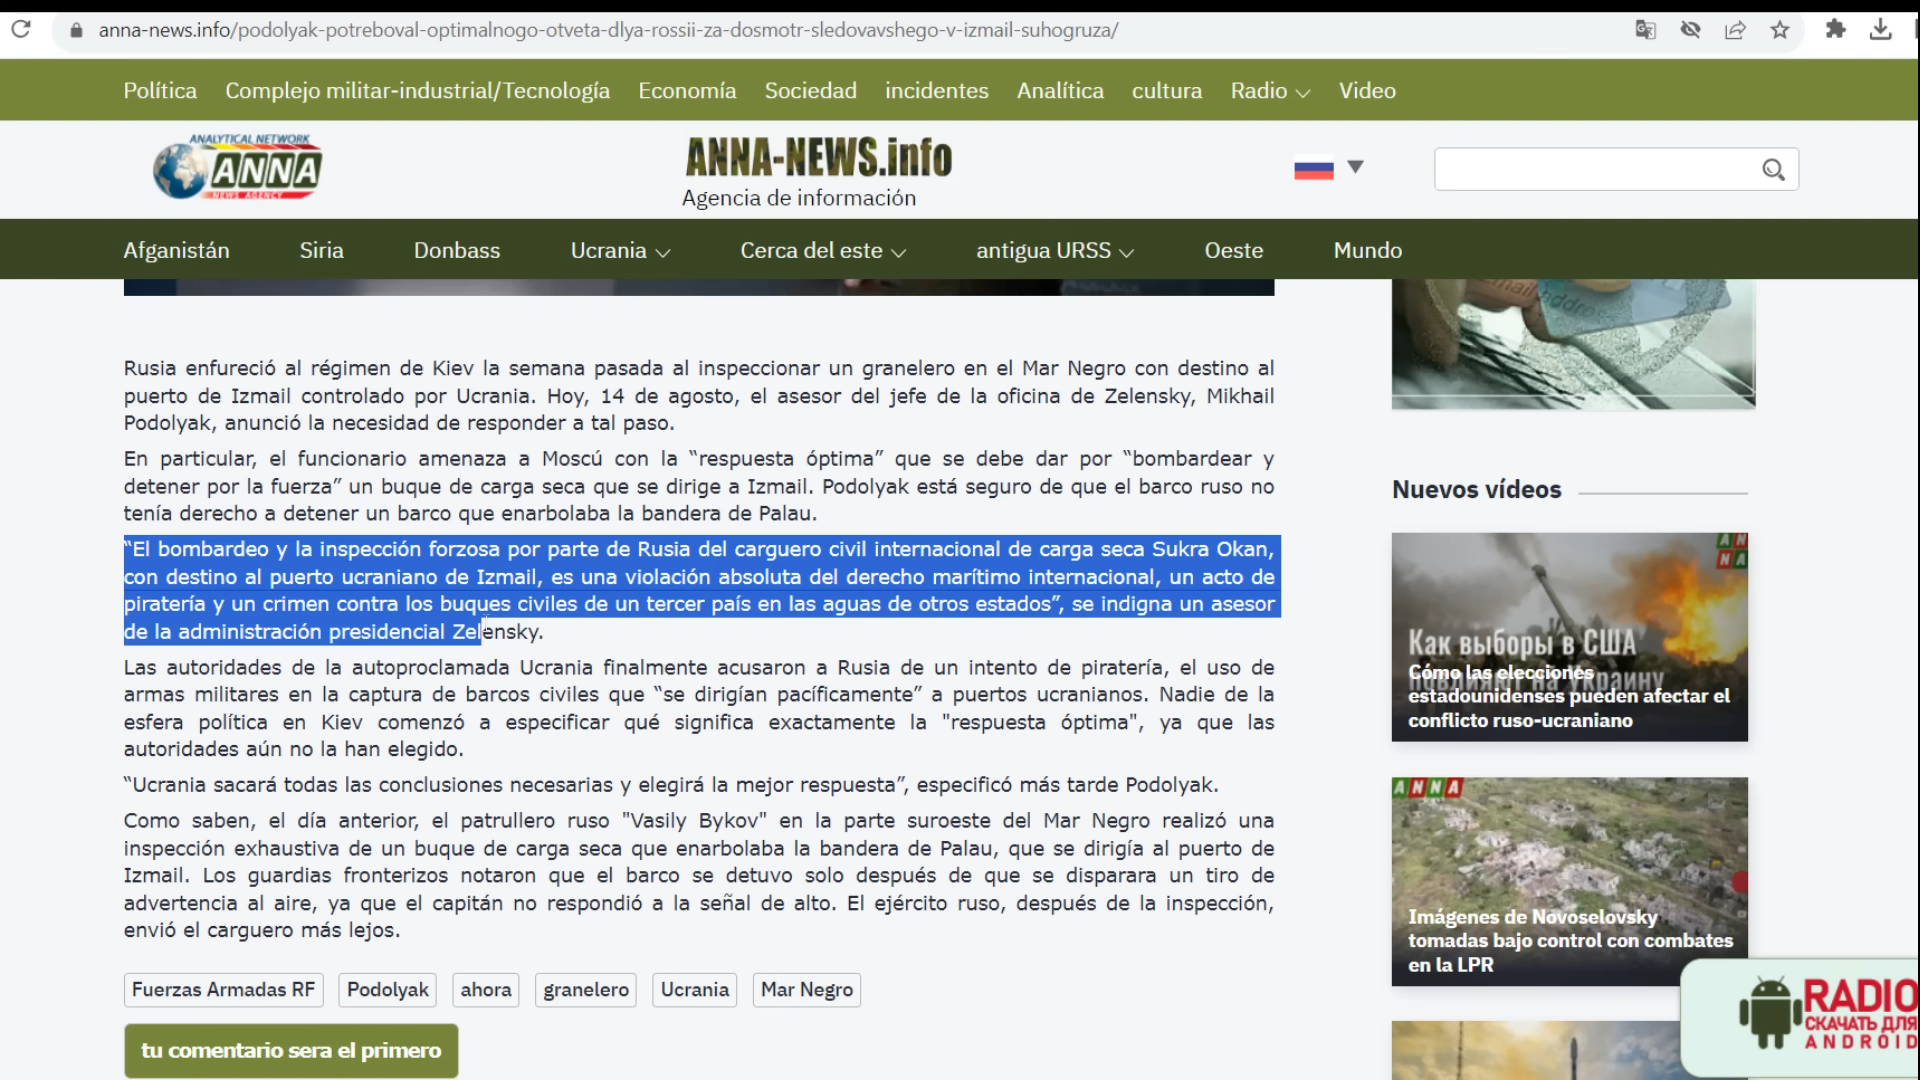 anna-news.info/podolyak-potreboval-optimalnogo-otveta-dlya-rossii-za-dosmotr-sledovavshego-v-izmail-suhogruza/
Política Complejo militar-industrial/Tecnología Economía Sociedad incidentes Analítica cultura Radio Video
ANALYTICAL NETWORK
ANNA
NEWS AGENCY
ANNA-NEWS.info
Agencia de información
Afganistán Siria Donbass Ucrania Cerca del este antigua URSS Oeste Mundo
Rusia enfureció al régimen de Kiev la semana pasada al inspeccionar un granelero en el Mar Negro con destino al
puerto de Izmail controlado por Ucrania. Hoy, 14 de agosto, el asesor del jefe de la oficina de Zelensky, Mikhail
Podolyak, anunció la necesidad de responder a tal paso.
En particular, el funcionario amenaza a Moscú con la “respuesta óptima” que se debe dar por “bombardear y
detener por la fuerza” un buque de carga seca que se dirige a Izmail. Podolyak está seguro de que el barco ruso no
tenía derecho a detener un barco que enarbolaba la bandera de Palau.
“El bombardeo y la inspección forzosa por parte de Rusia del carguero civil internacional de carga seca Sukra Okan,
con destino al puerto ucraniano de Izmail, es una violación absoluta del derecho marítimo internacional, un acto de
piratería y un crimen contra los buques civiles de un tercer país en las aguas de otros estados”, se indigna un asesor
de la administración presidencial Zelensky.
Las autoridades de la autoproclamada Ucrania finalmente acusaron a Rusia de un intento de piratería, el uso de
armas militares en la captura de barcos civiles que “se dirigían pacíficamente” a puertos ucranianos. Nadie de la
esfera política en Kiev comenzó a especificar qué significa exactamente la "respuesta óptima", ya que las
autoridades aún no la han elegido.
“Ucrania sacará todas las conclusiones necesarias y elegirá la mejor respuesta”, especificó más tarde Podolyak.
Como saben, el día anterior, el patrullero ruso "Vasily Bykov" en la parte suroeste del Mar Negro realizó una
inspección exhaustiva de un buque de carga seca que enarbolaba la bandera de Palau, que se dirigía al puerto de
Izmail. Los guardias fronterizos notaron que el barco se detuvo solo después de que se disparara un tiro de
advertencia al aire, ya que el capitán no respondió a la señal de alto. El ejército ruso, después de la inspección,
envió el carguero más lejos.
Fuerzas Armadas RF Podolyak ahora granelero Ucrania Mar Negro
tu comentario sera el primero
Nuevos vídeos
AN
NA
Как выборы в США
Cómo las elecciones
estadounidenses pueden afectar el
conflicto ruso-ucraniano
ANNA
Imágenes de Novoselovsky
tomadas bajo control con combates
en la LPR
RADIO
СКАЧАТЬ ДЛЯ
ANDROID